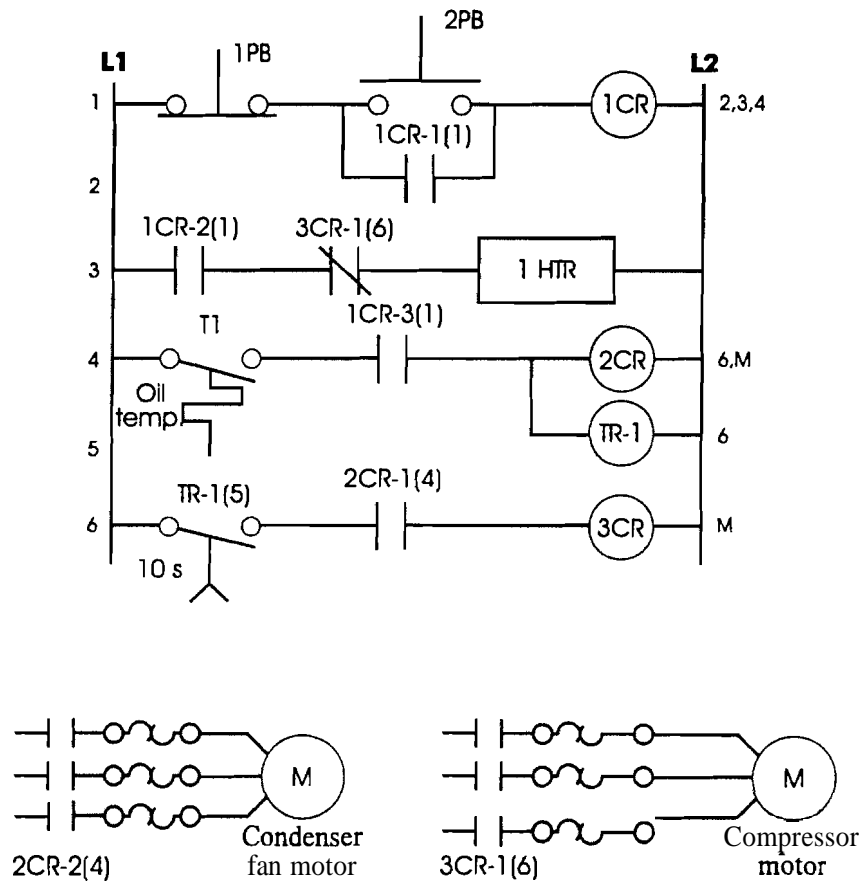 2PB
1PB
L1
L2
1
1CR
2,3,4
1CR-1(1)
2
1CR-2(1)
3CR-1(6)
3
1 HTR
T1
1CR-3(1)
4
2CR
6,M
Oil
temp.
TR-1
6
5
TR-1(5)
2CR-1(4)
6
3CR
M
10 s
M
M
Condenser
fan motor
2CR-2(4)
Compressor
motor
3CR-1(6)